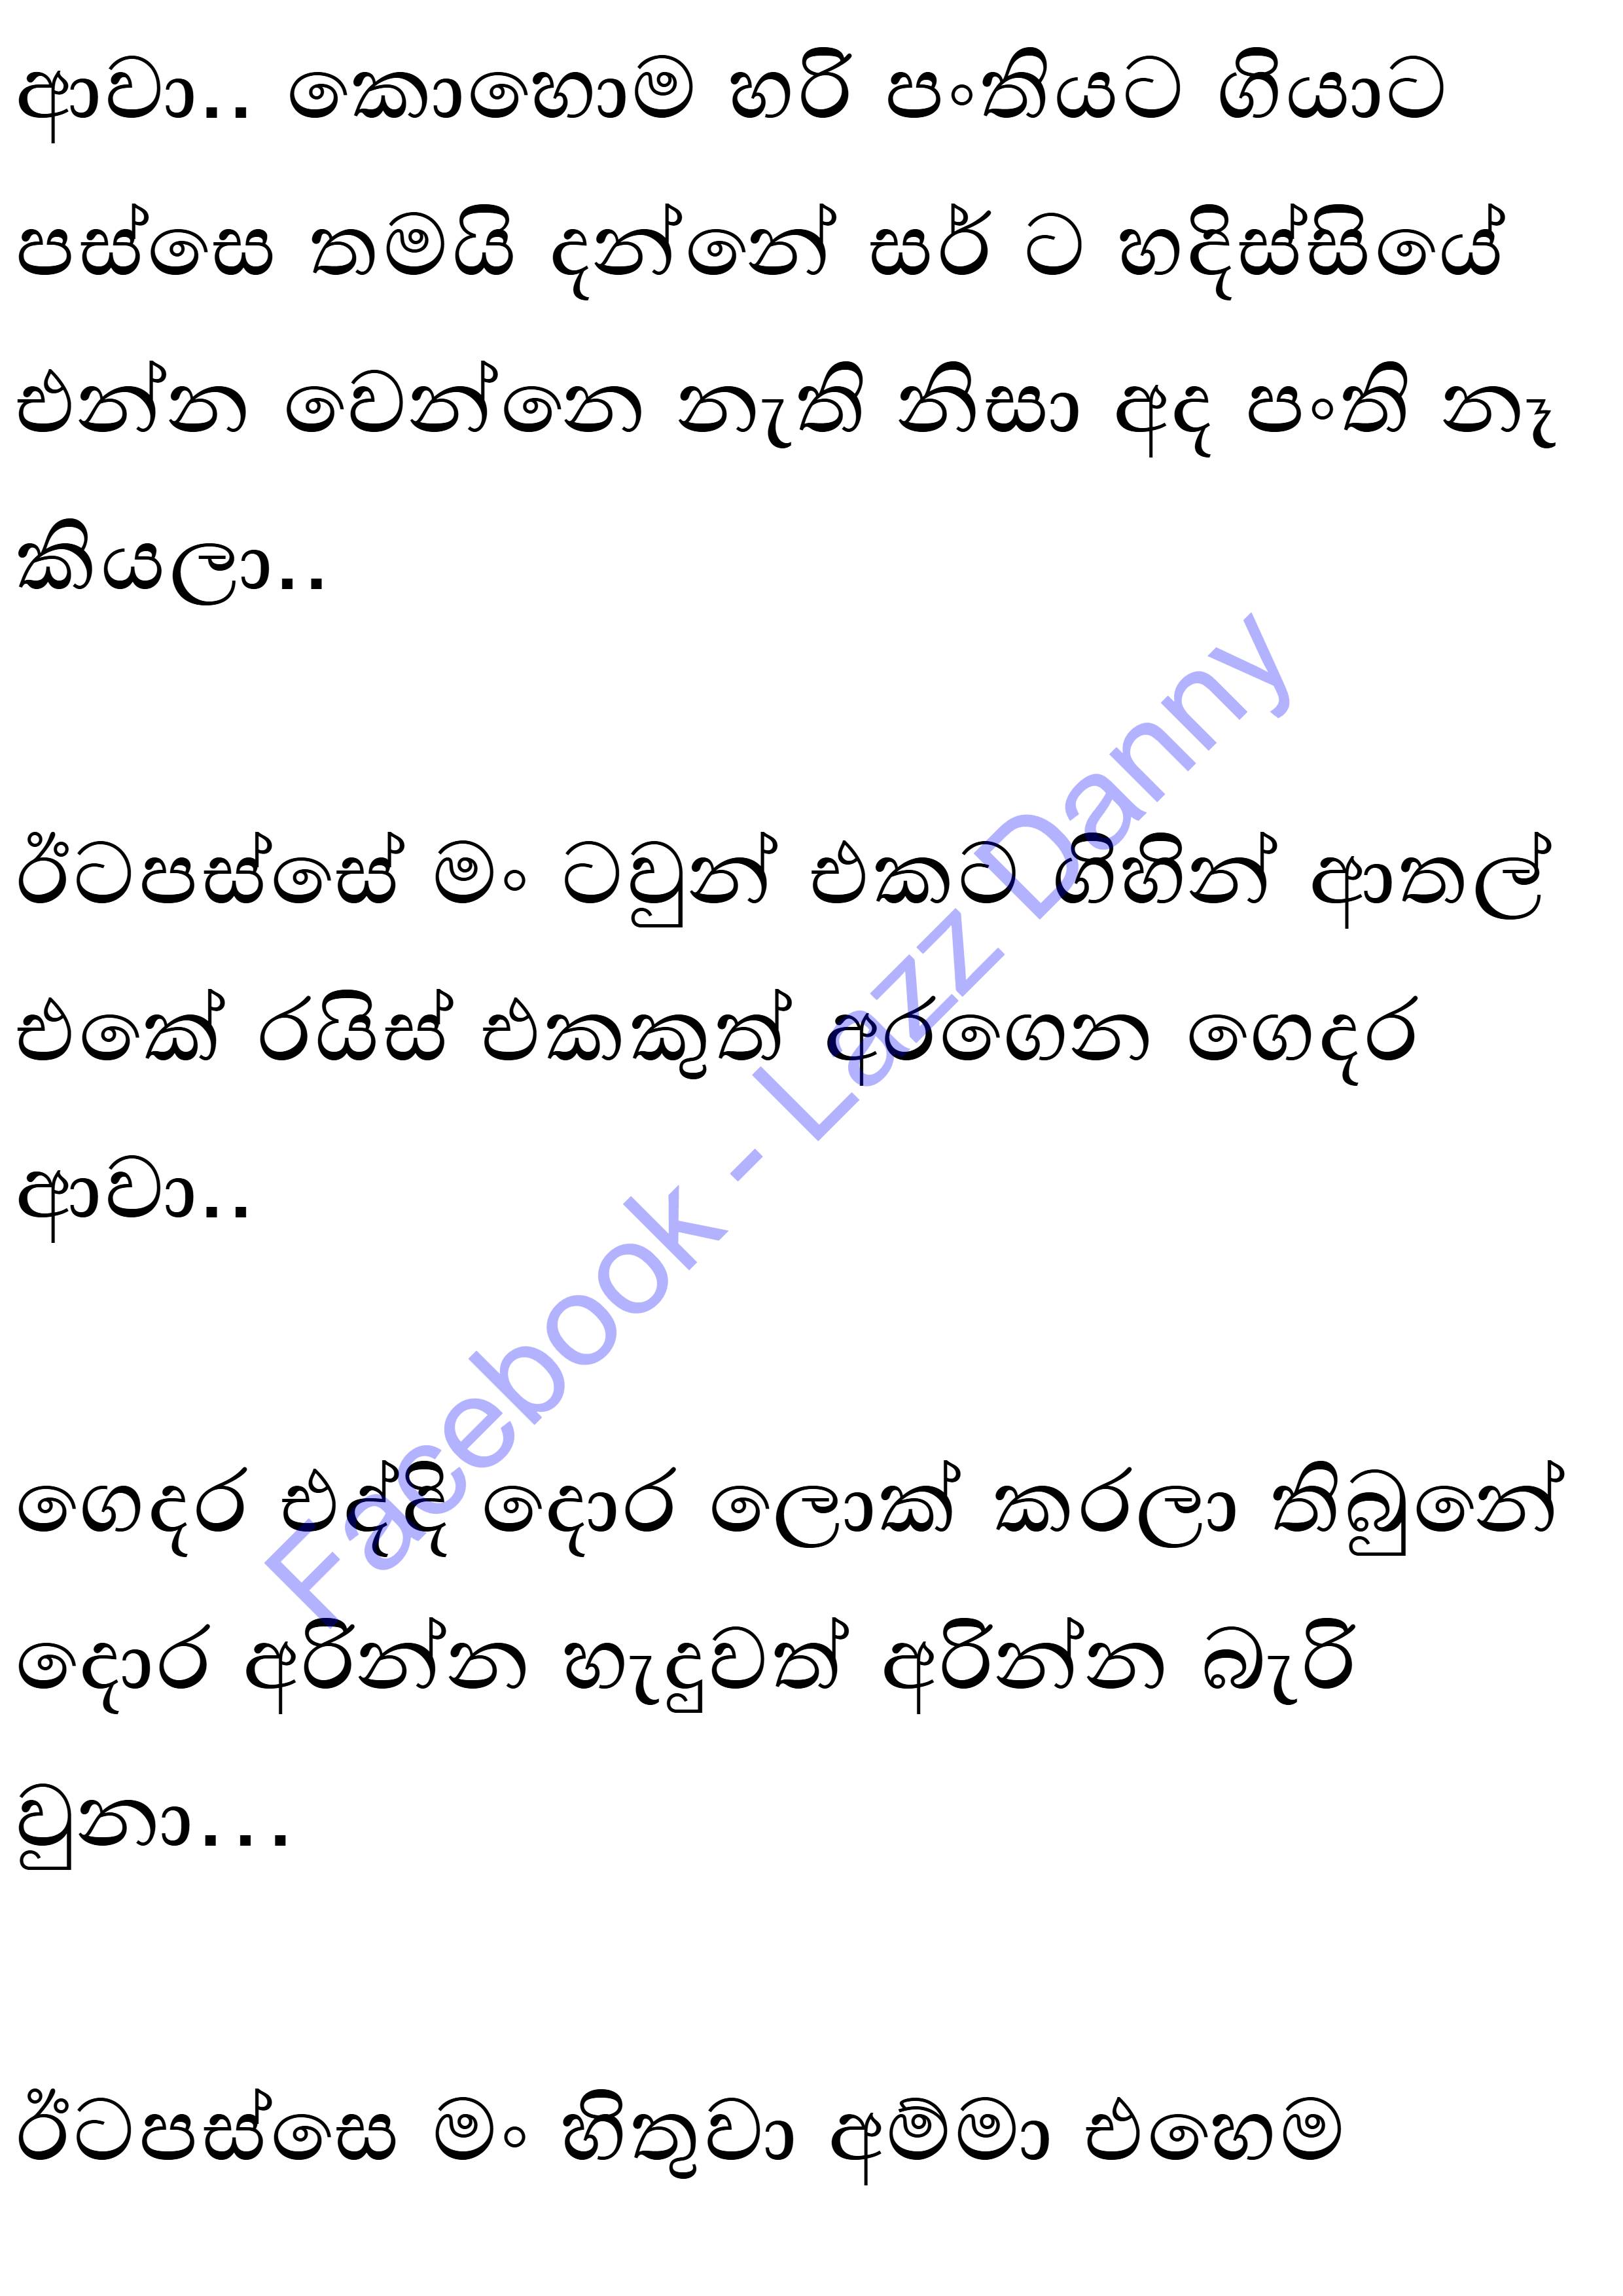 ආවා.. කොහොම හරි පංතියට ගියාට
පස්සෙ තමයි දන්නේ සර් ට හදිස්සියේ
එන්න වෙන්නෙ නැති නිසා අද පංති නෑ
කියලා..
ඊටපස්සේ මං ටවුන් එකට ගිහින් ආතල්
එකේ රයිස් එකකුත් අරගෙන ගෙදර
ආවා..
ගෙදර එද්දි දොර ලොක් කරලා තිබුනේ
දොර අරින්න හැදුවත් අරින්න බැරි
වුනා...
ඊටපස්සෙ මං හිතුවා අම්මා එහෙම
Facebook - Lazz Danny